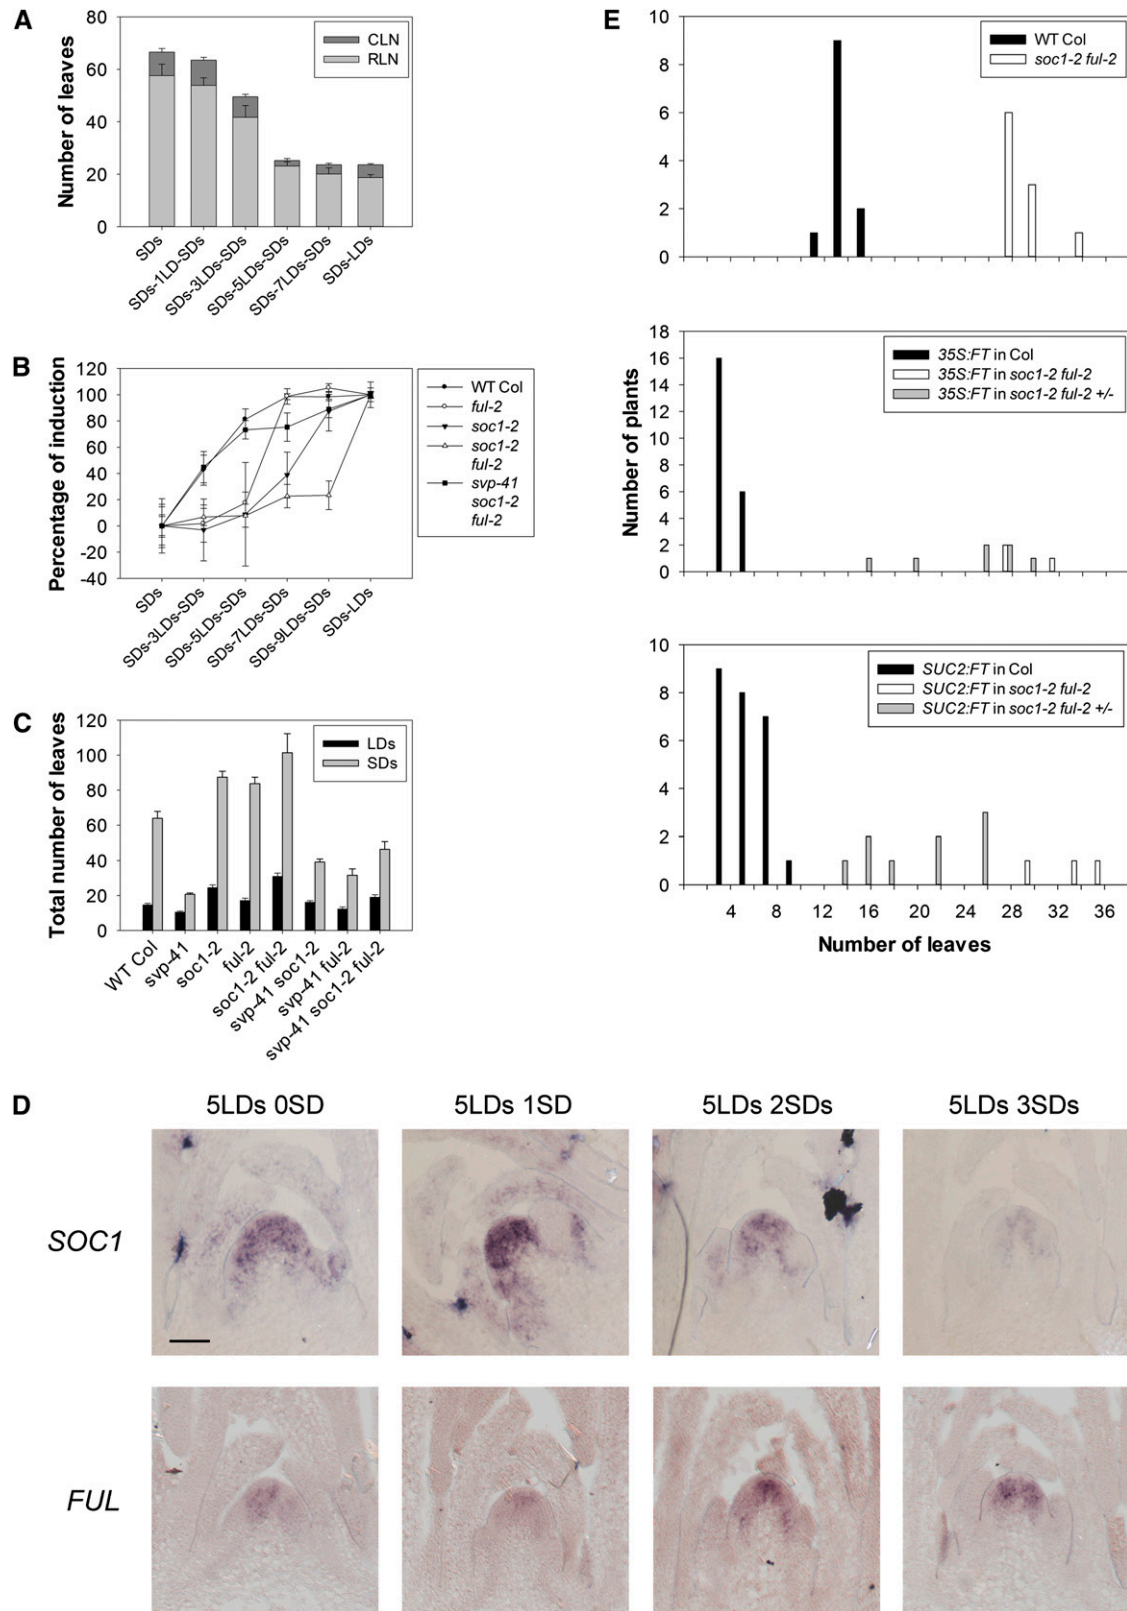 A
Number of leaves
80
60
40
20
0
CLN
RLN
SDs
SDs-1LD-SDs
SDs-3LDs-SDs
SDs-5LDs-SDs
SDs-7LDs-SDs
SDs-LDs
B
Percentage of induction
120
100
80
60
40
20
0
-20
-40
WT Col
ful-2
soc1-2
soc1-2
ful-2
svp-41
soc1-2
ful-2
SDs
SDs-3LDs-SDs
SDs-5LDs-SDs
SDs-7LDs-SDs
SDs-9LDs-SDs
SDs-LDs
C
Total number of leaves
120
100
80
60
40
20
0
LDs
SDs
WT Col
svp-41
soc1-2
ful-2
soc1-2 ful-2
svp-41 soc1-2
svp-41 ful-2
svp-41 soc1-2 ful-2
E
10
8
6
4
2
0
WT Col
soc1-2 ful-2
Number of plants
18
16
14
12
10
8
6
4
2
0
35S:FT in Col
35S:FT in soc1-2 ful-2
35S:FT in soc1-2 ful-2 +/-
10
8
6
4
2
0
SUC2:FT in Col
SUC2:FT in soc1-2 ful-2
SUC2:FT in soc1-2 ful-2 +/-
4 8 12 16 20 24 28 32 36
Number of leaves
D
5LDs 0SD
5LDs 1SD
5LDs 2SDs
5LDs 3SDs
SOC1
FUL